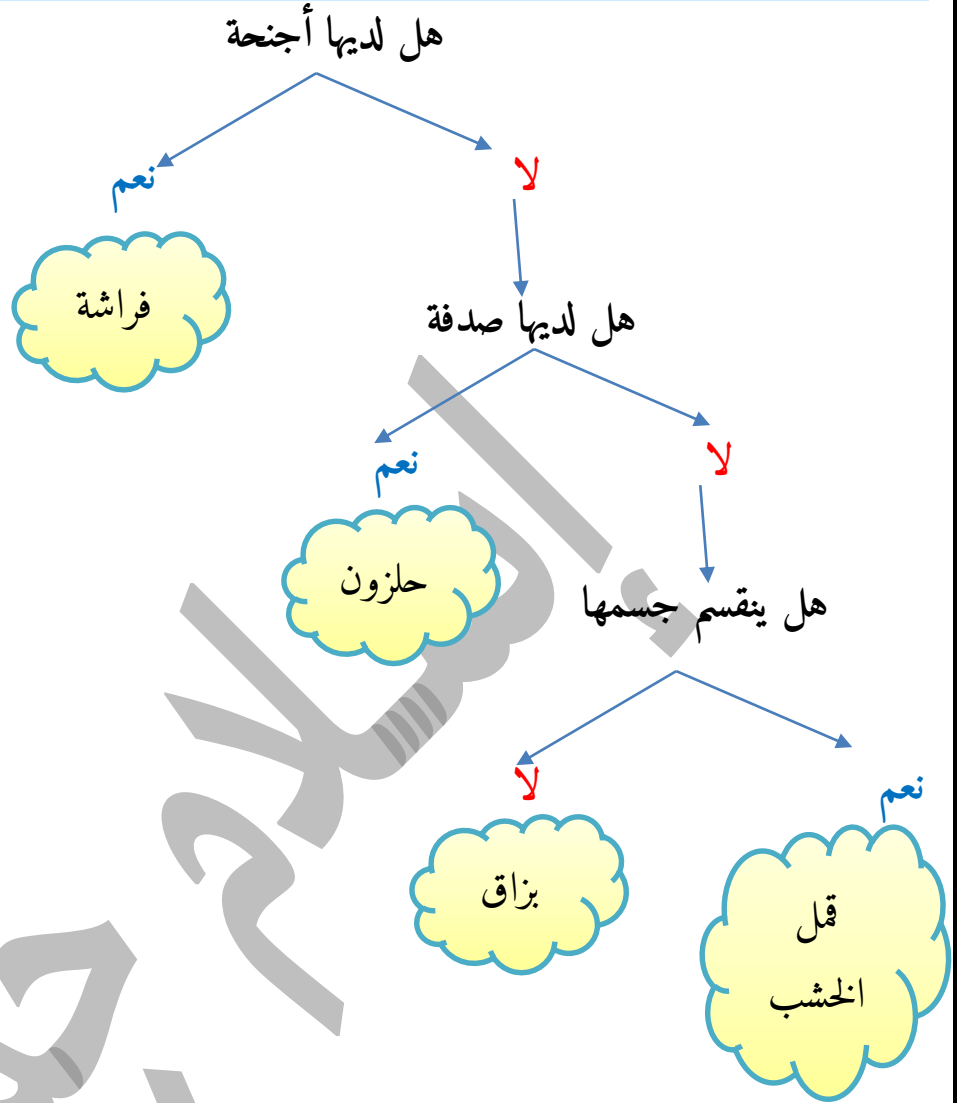 هل لديها أجنحة
لا
نعم
فراشة
هل لديها صدفة
لا
نعم
حلزون
هل ينقسم جسمها
نعم
لا
بزاق
قمل
الخشب